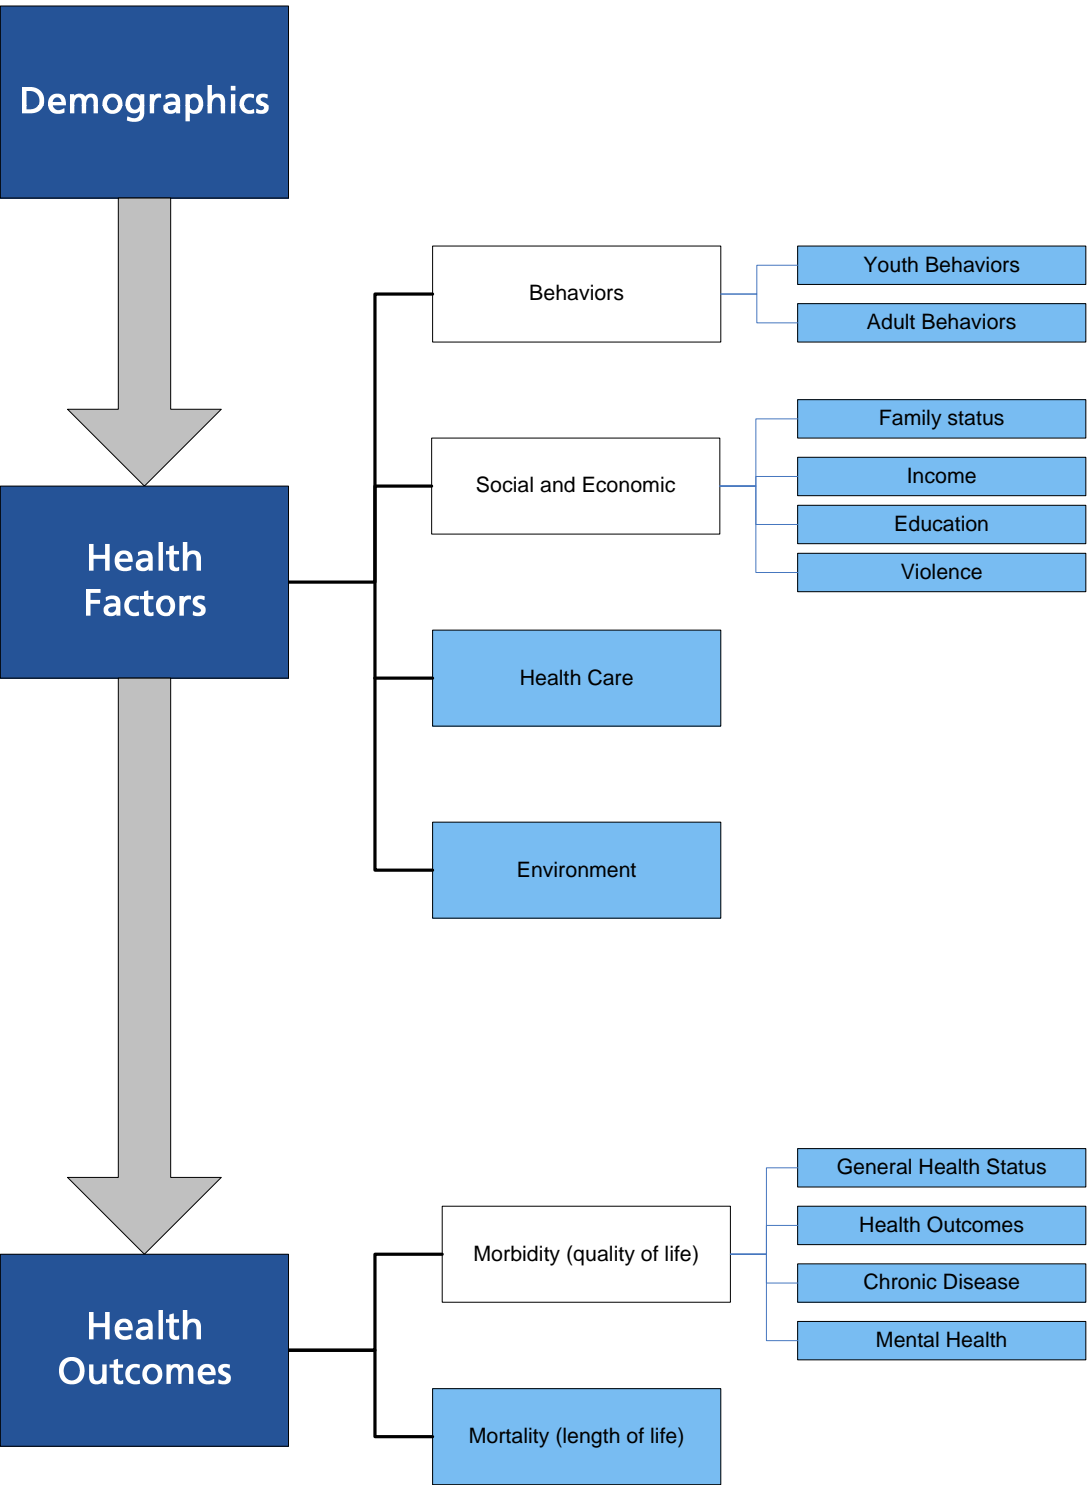 Demographics
Behaviors
Youth Behaviors
Adult Behaviors
Health
Factors
Social and Economic
Family status
Income
Education
Violence
Health Care
Environment
Health
Outcomes
Morbidity (quality of life)
General Health Status
Health Outcomes
Chronic Disease
Mental Health
Mortality (length of life)